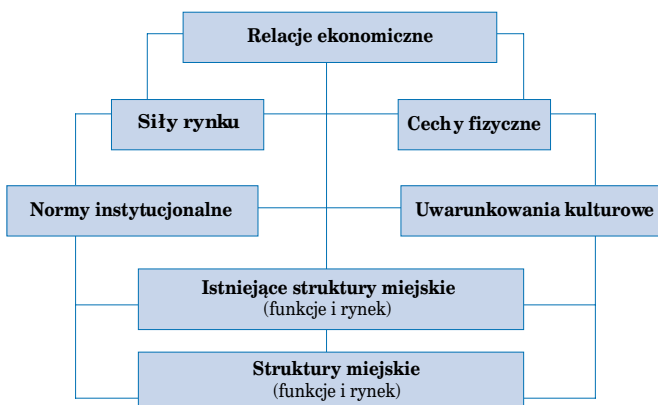 Relacje ekonomiczne
Siły rynku
Cechy fizyczne
Normy instytucjonalne
Uwarunkowania kulturowe
Istniejące struktury miejskie
(funkcje i rynek)
Struktury miejskie
(funkcje i rynek)